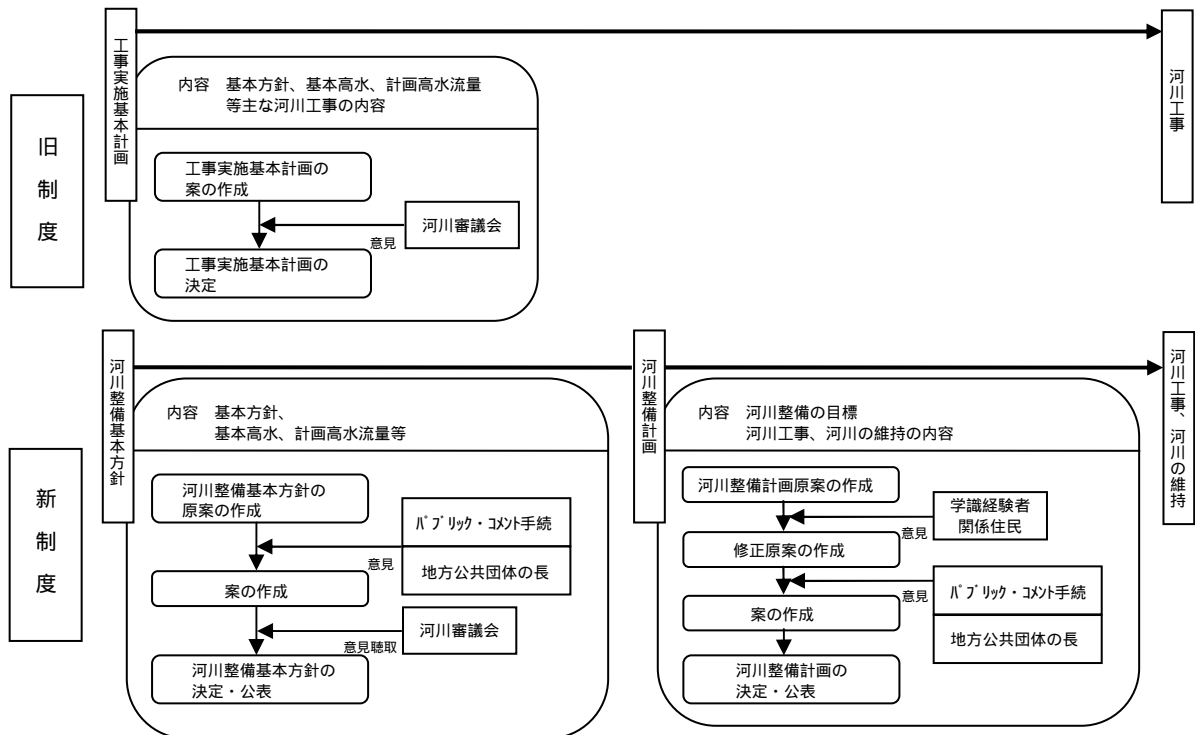 旧制度
工事実施基本計画
内容 基本方針、基本高水、計画高水流量
等主な河川工事の内容
工事実施基本計画の
案の作成
河川審議会
意見
工事実施基本計画の
決定
河川工事
新制度
河川整備基本方針
内容 基本方針、
基本高水、計画高水流量等
河川整備基本方針の
原案の作成
ﾊﾟﾌﾞﾘｯｸ・ｺﾒﾝﾄ手続
意見
地方公共団体の長
案の作成
河川審議会
意見聴取
河川整備基本方針の
決定・公表
河川整備計画
内容 河川整備の目標
河川工事、河川の維持の内容
河川整備計画原案の作成
学識経験者
関係住民
意見
修正原案の作成
ﾊﾟﾌﾞﾘｯｸ・ｺﾒﾝﾄ手続
意見
案の作成
地方公共団体の長
河川整備計画の
決定・公表
河川工事、河川の維持